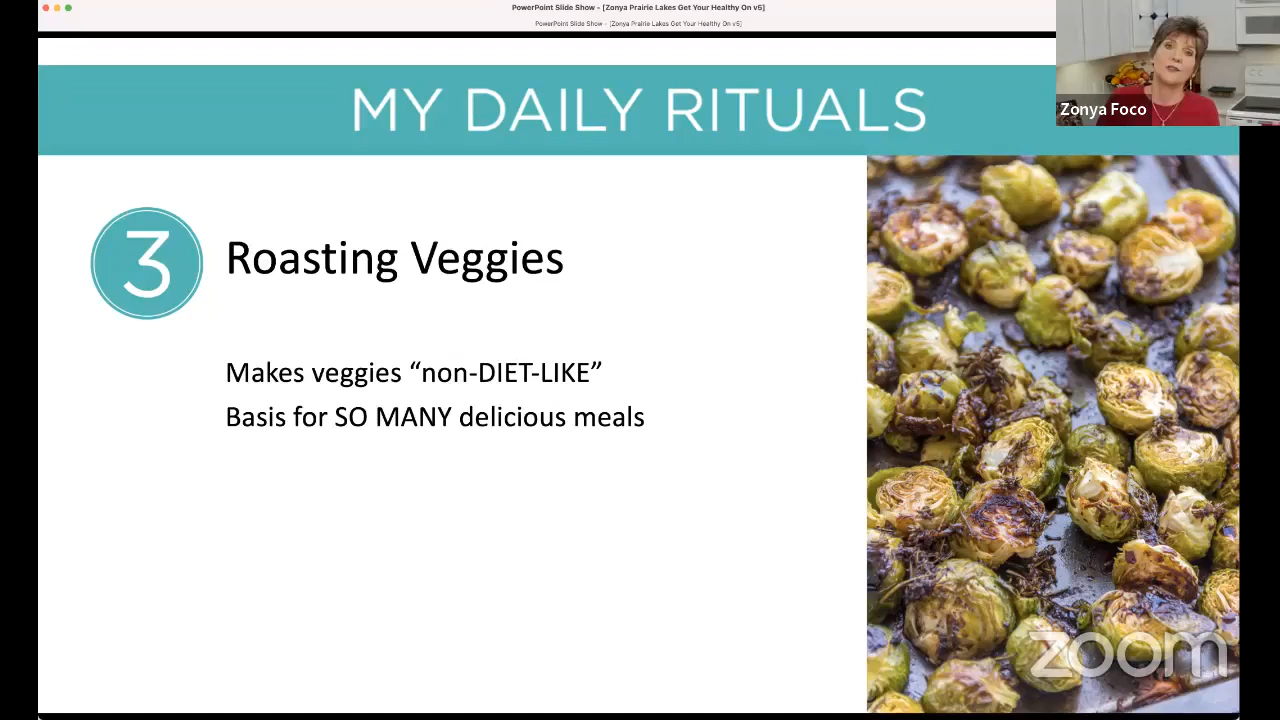 PowerPoint Slide Show - [Zonya Prairie Lakes Get Your Healthy On v5]
PowerPoint Slide Show - [Zonya Prairie Lakes Get Your Healthy On v5]
MY DAILY RITUALS
Zonya Foco
3
Roasting Veggies
Makes veggies “non-DIET-LIKE”
Basis for SO MANY delicious meals
zoom